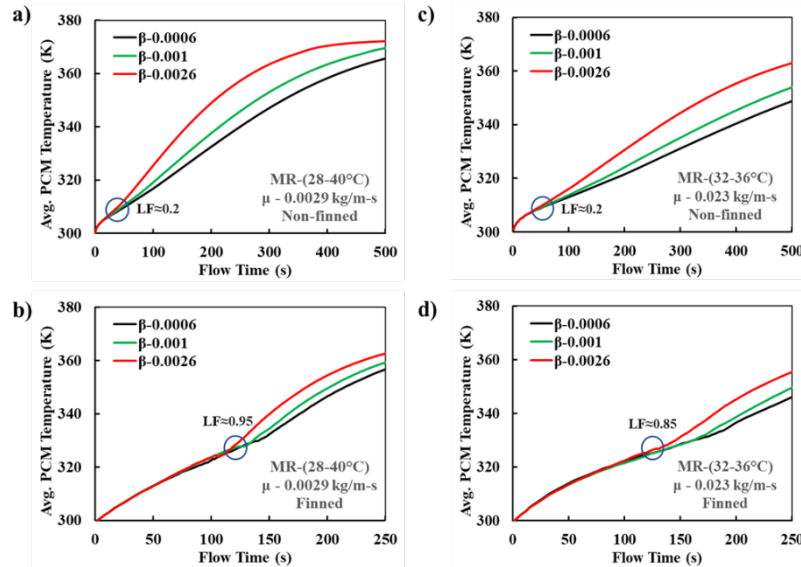 a)
380
360
340
320
300
Avg. PCM Temperature (K)
β-0.0006
β-0.001
β-0.0026
LF≈0.2
MR-(28-40°C)
μ - 0.0029 kg/m-s
Non-finned
0 100 200 300 400 500
Flow Time (s)
c)
380
360
340
320
300
Avg. PCM Temperature (K)
β-0.0006
β-0.001
β-0.0026
LF≈0.2
MR-(32-36°C)
μ - 0.023 kg/m-s
Non-finned
0 100 200 300 400 500
Flow Time (s)
b)
380
360
340
320
300
Avg. PCM Temperature (K)
β-0.0006
β-0.001
β-0.0026
LF≈0.95
MR-(28-40°C)
μ - 0.0029 kg/m-s
Finned
0 50 100 150 200 250
Flow Time (s)
d)
380
360
340
320
300
Avg. PCM Temperature (K)
β-0.0006
β-0.001
β-0.0026
LF≈0.85
MR-(32-36°C)
μ - 0.023 kg/m-s
Finned
0 50 100 150 200 250
Flow Time (s)